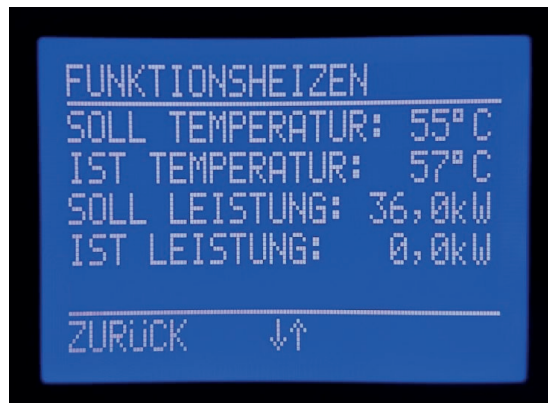 FUNKTIONSHEIZEN
SOLL TEMPERATUR: 55°C
IST TEMPERATUR: 57°C
SOLL LEISTUNG: 36,0kW
IST LEISTUNG: 0,0kW
ZURÜCK ↓↑